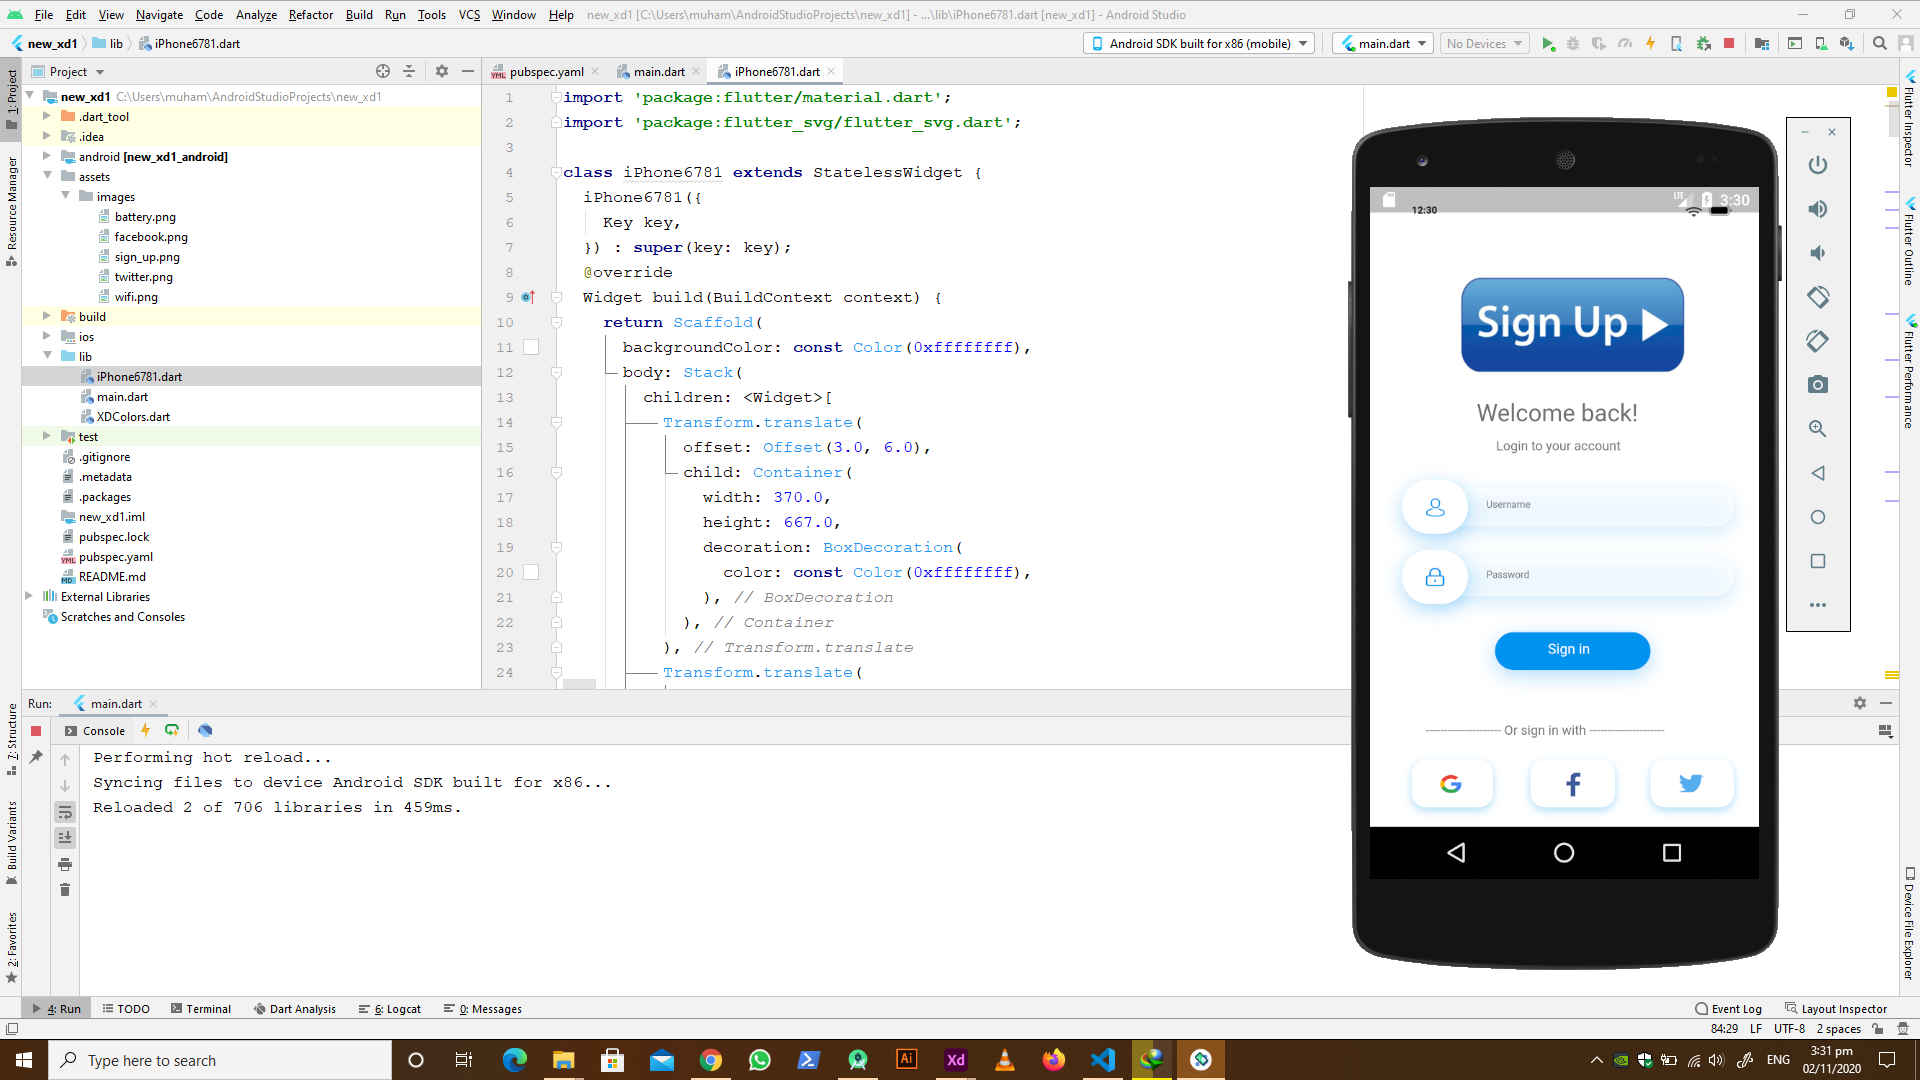 File Edit View Navigate Code Analyze Refactor Build Run Tools VCS Window Help new_xd1 [C:\Users\muham\AndroidStudioProjects\new_xd1] - ...\lib\iPhone6781.dart [new_xd1] - Android Studio
new_xd1 lib iPhone6781.dart Android SDK built for x86 (mobile) main.dart No Devices
Project pubspec.yaml main.dart iPhone6781.dart
1: Project
Resource Manager
7: Structure
Build Variants
2: Favorites
new_xd1 C:\Users\muham\AndroidStudioProjects\new_xd1
.dart_tool
.idea
android [new_xd1_android]
assets
images
battery.png
facebook.png
sign_up.png
twitter.png
wifi.png
build
ios
lib
iPhone6781.dart
main.dart
XDColors.dart
test
.gitignore
.metadata
.packages
new_xd1.iml
pubspec.lock
pubspec.yaml
README.md
External Libraries
Scratches and Consoles
1 import 'package:flutter/material.dart';
2 import 'package:flutter_svg/flutter_svg.dart';
3
4 class iPhone6781 extends StatelessWidget {
5 iPhone6781({
6 Key key,
7 }) : super(key: key);
8 @override
9 Widget build(BuildContext context) {
10 return Scaffold(
11 backgroundColor: const Color(0xffffffff),
12 body: Stack(
13 children: <Widget>[
14 Transform.translate(
15 offset: Offset(3.0, 6.0),
16 child: Container(
17 width: 370.0,
18 height: 667.0,
19 decoration: BoxDecoration(
20 color: const Color(0xffffffff),
21 ), // BoxDecoration
22 ), // Container
23 ), // Transform.translate
24 Transform.translate(
LTE 3:30
12:30
Sign Up
Welcome back!
Login to your account
Username
Password
Sign in
-------------------- Or sign in with --------------------
G f
Flutter Inspector
Flutter Outline
Flutter Performance
Device File Explorer
Run: main.dart
Console
Performing hot reload...
Syncing files to device Android SDK built for x86...
Reloaded 2 of 706 libraries in 459ms.
4: Run TODO Terminal Dart Analysis 6: Logcat 0: Messages Event Log Layout Inspector
84:29 LF UTF-8 2 spaces
Type here to search Ai Xd ENG 3:31 pm
02/11/2020